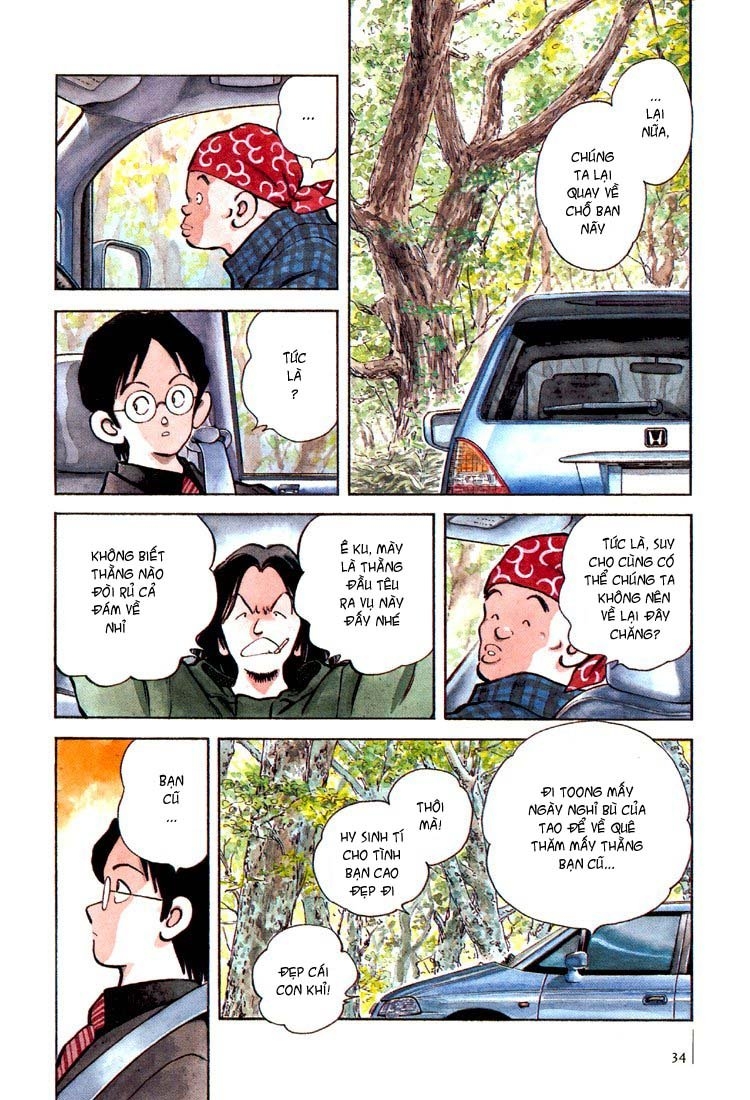 ...
LẠI
NỮA,
CHÚNG
TA LẠI
QUAY VỀ
CHỖ BAN
NÃY
...
TỨC
LÀ
?
TỨC LÀ, SUY
CHO CÙNG CÓ
THỂ CHÚNG TA
KHÔNG NÊN
VỀ LẠI ĐÂY
CHĂNG?
Ê KU, MÀY
LÀ THẰNG
ĐẦU TÊU
RA VỤ NÀY
ĐẤY NHÉ
KHÔNG BIẾT
THẰNG NÀO
ĐÒI RỦ CẢ
ĐÁM VỀ
NHỈ
ĐI TOONG MẤY
NGÀY NGHỈ BÙ CỦA
TAO ĐỂ VỀ QUÊ
THĂM MẤY THẰNG
BẠN CŨ...
THÔI
MÀ!
HY SINH TÍ
CHO TÌNH
BẠN CAO
ĐẸP ĐI
ĐẸP CÁI
CON KHỈ!
BẠN
CŨ
...
34